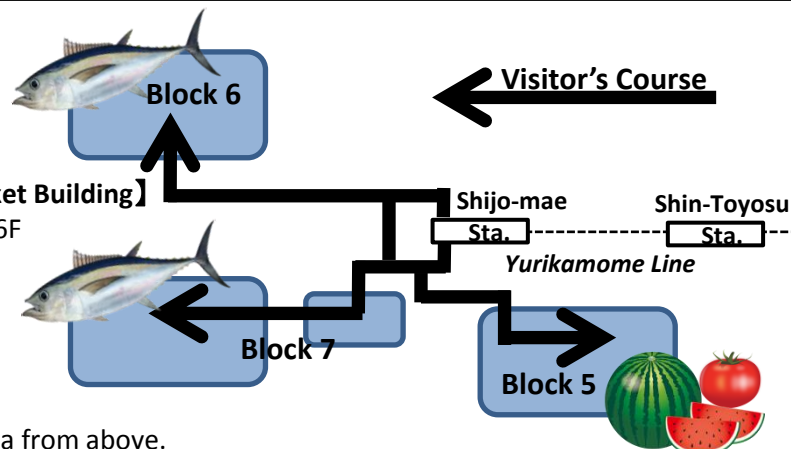 Block 6
Visitor's Course
ket Building】
6F
Shijo-mae
Sta.
Shin-Toyosu
Sta.
Yurikamome Line
Block 7
Block 5
a from above.